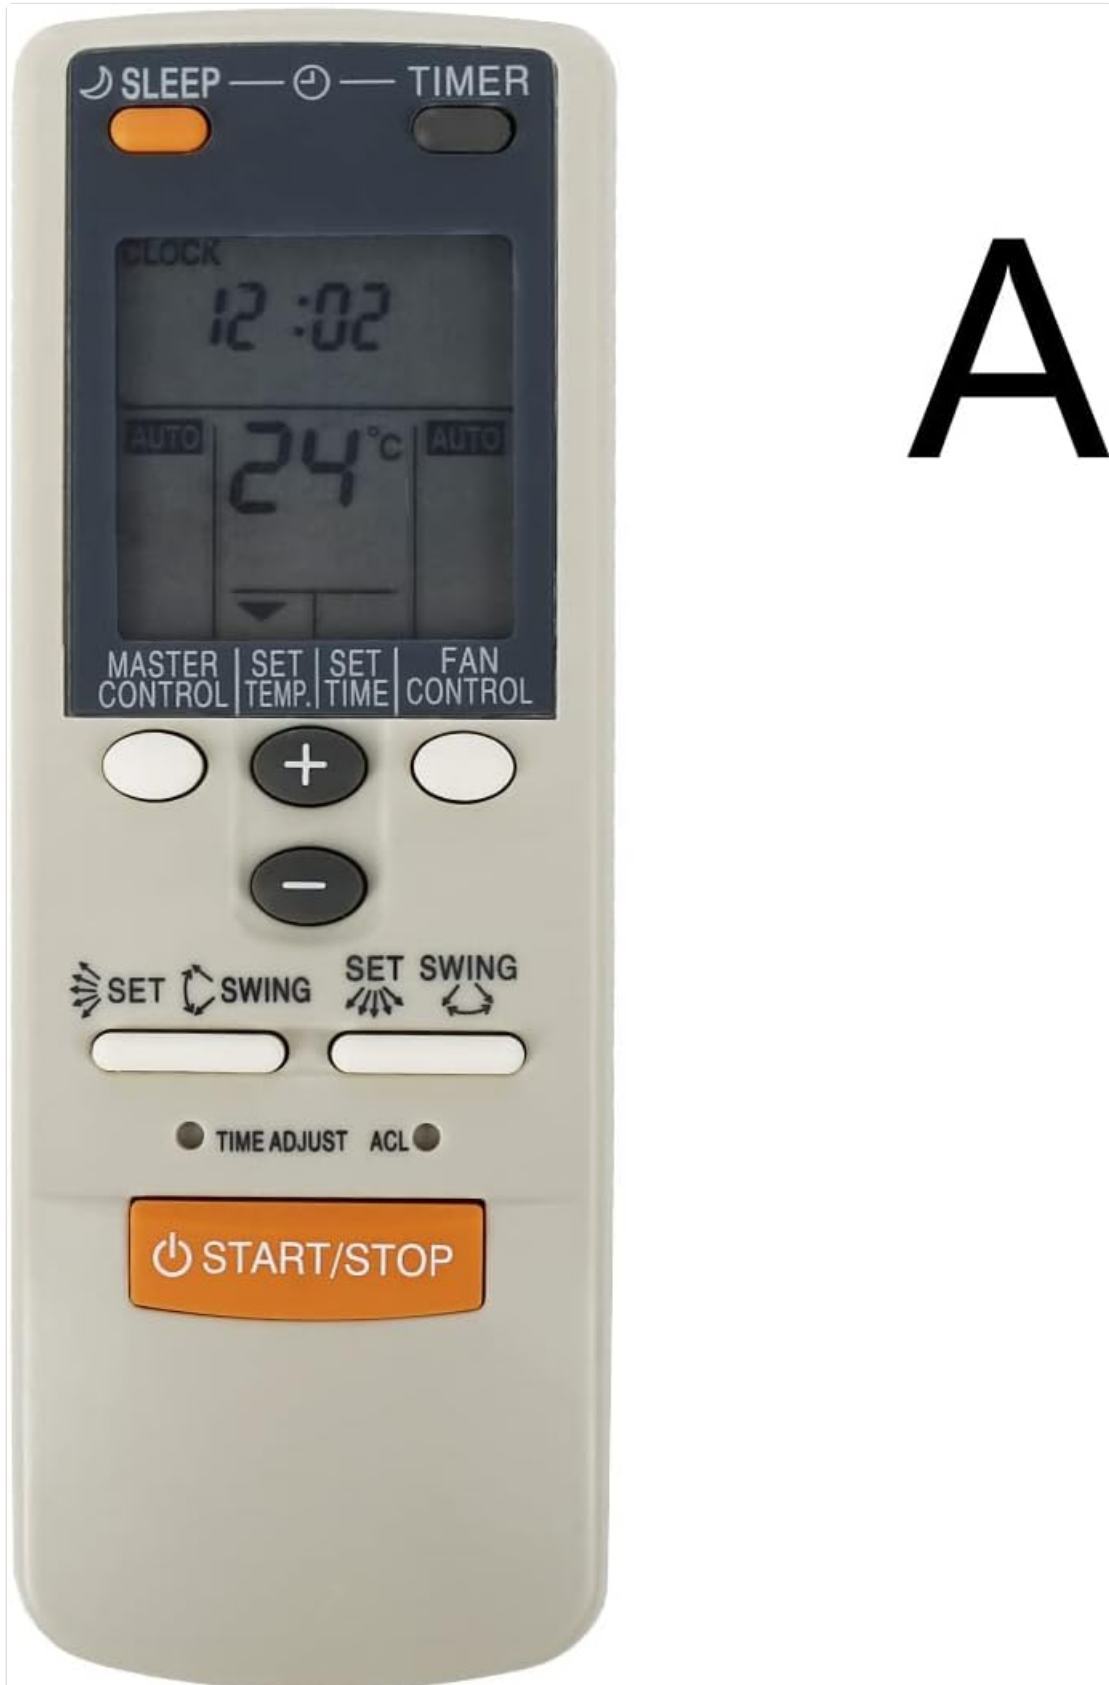 SLEEP TIMER
CLOCK
12:02
AUTO 24°C AUTO
MASTER CONTROL
SET TEMP.
SET TIME
FAN CONTROL
+
−
SET SWING
SET SWING
TIME ADJUST ACL
START/STOP
A